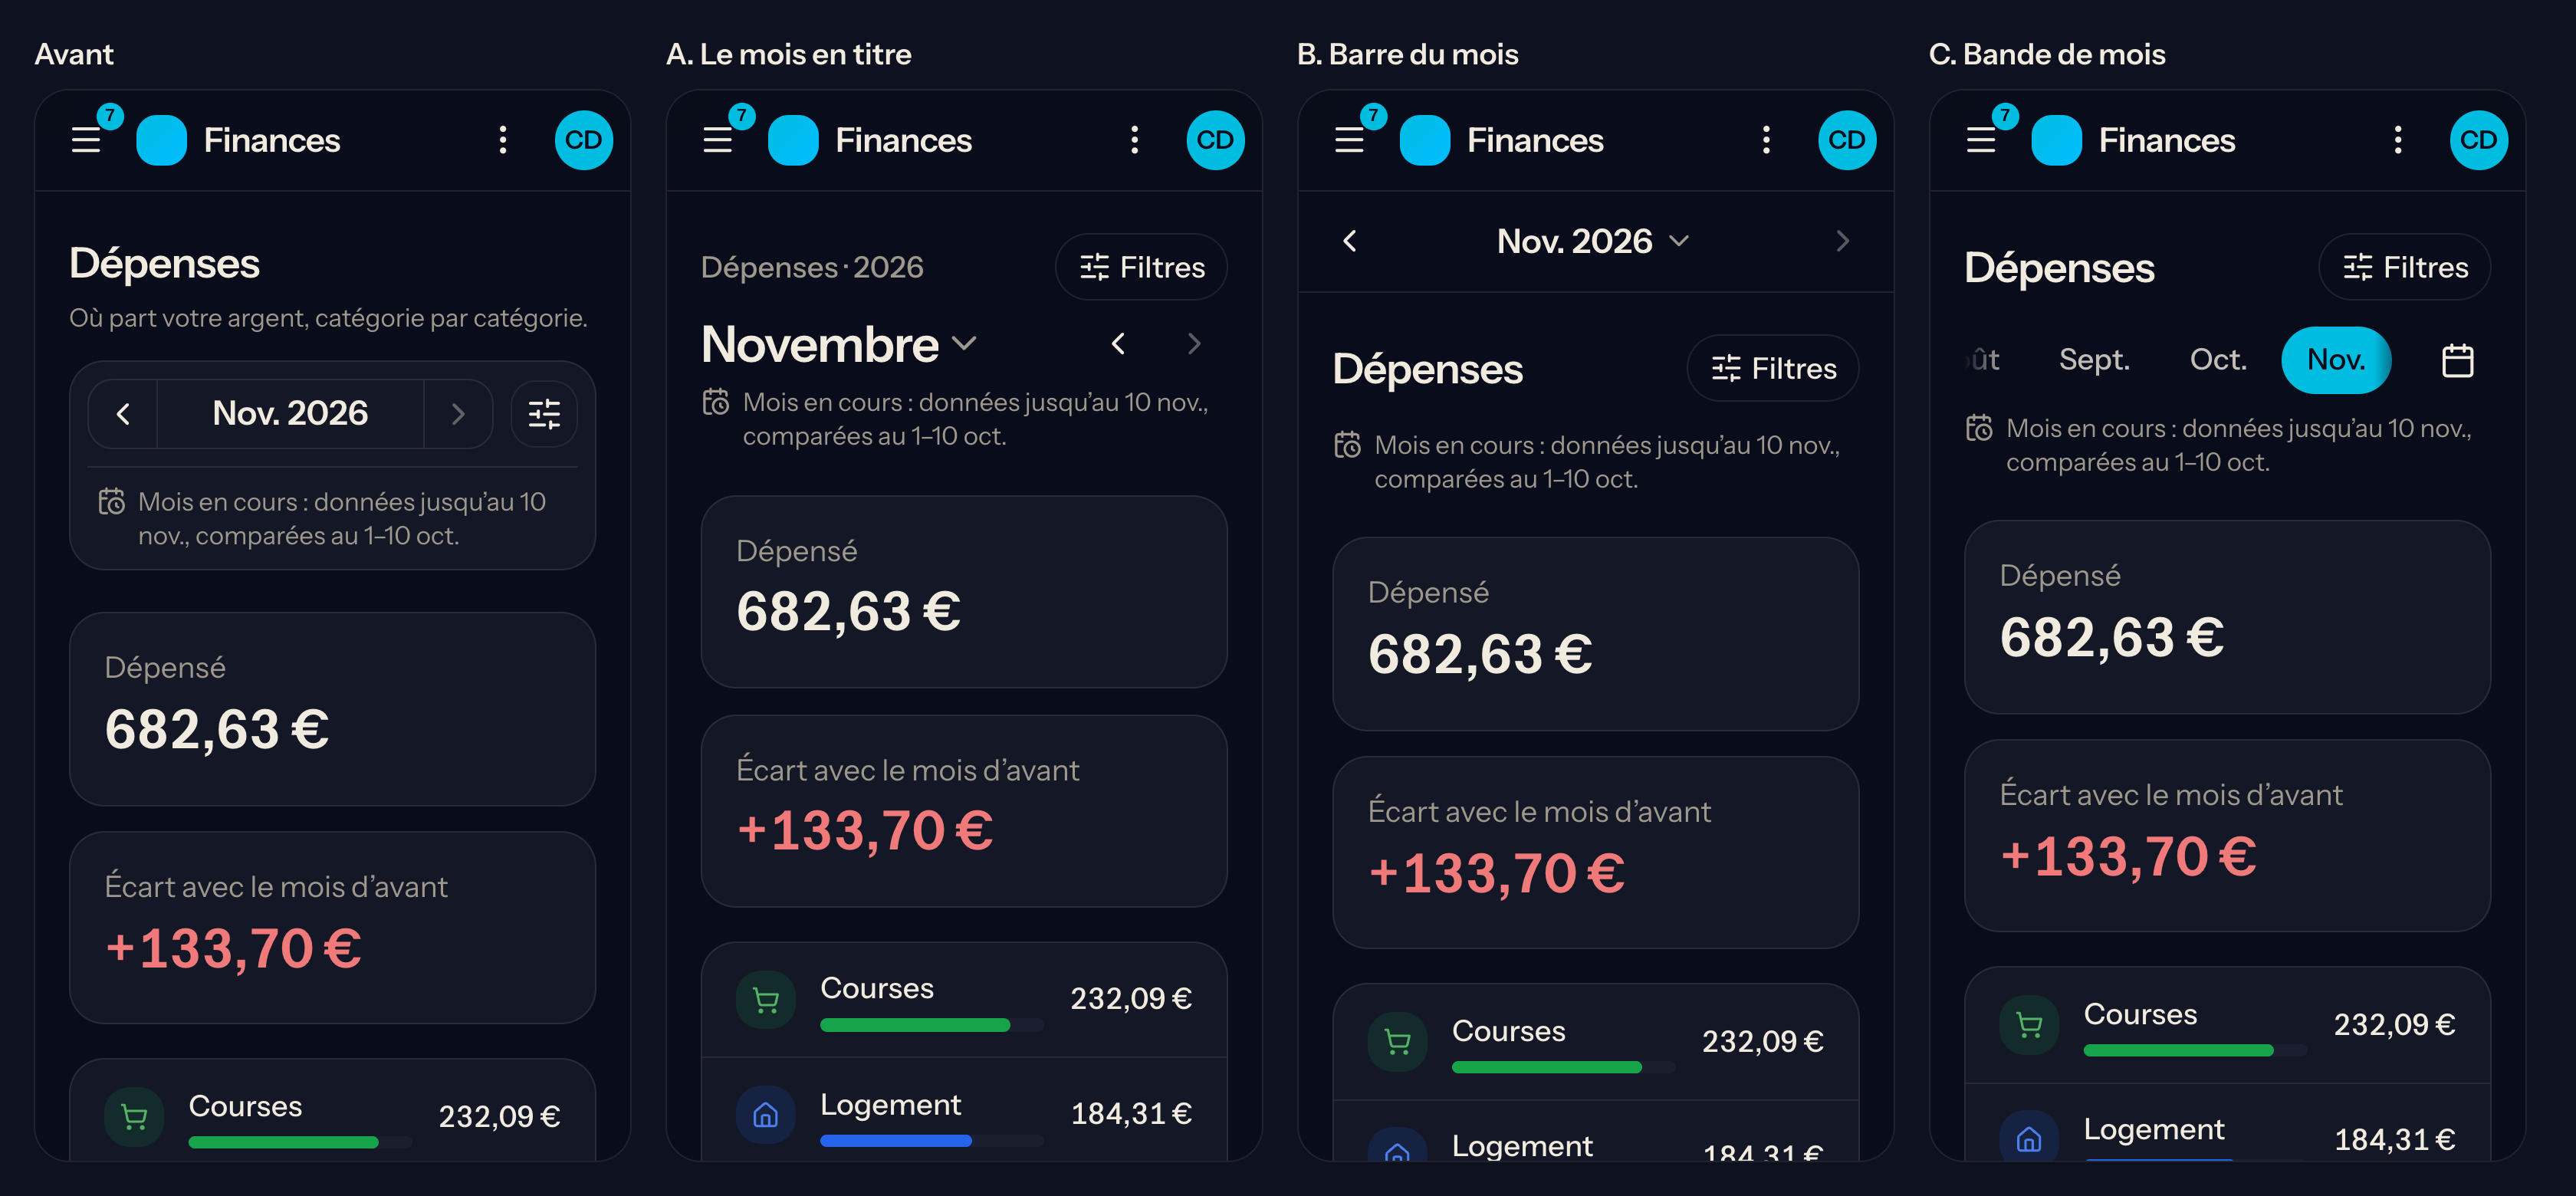 Avant
7
Finances
CD
Dépenses
Où part votre argent, catégorie par catégorie.
Nov. 2026
Mois en cours : données jusqu’au 10
nov., comparées au 1–10 oct.
Dépensé
682,63 €
Écart avec le mois d’avant
+133,70 €
Courses
232,09 €
A. Le mois en titre
7
Finances
CD
Dépenses · 2026
Filtres
Novembre
Mois en cours : données jusqu’au 10 nov.,
comparées au 1–10 oct.
Dépensé
682,63 €
Écart avec le mois d’avant
+133,70 €
Courses
232,09 €
Logement
184,31 €
B. Barre du mois
7
Finances
CD
Nov. 2026
Dépenses
Filtres
Mois en cours : données jusqu’au 10 nov.,
comparées au 1–10 oct.
Dépensé
682,63 €
Écart avec le mois d’avant
+133,70 €
Courses
232,09 €
Logement
184,31 €
C. Bande de mois
7
Finances
CD
Dépenses
Filtres
oût Sept. Oct. Nov.
Mois en cours : données jusqu’au 10 nov.,
comparées au 1–10 oct.
Dépensé
682,63 €
Écart avec le mois d’avant
+133,70 €
Courses
232,09 €
Logement
184,31 €